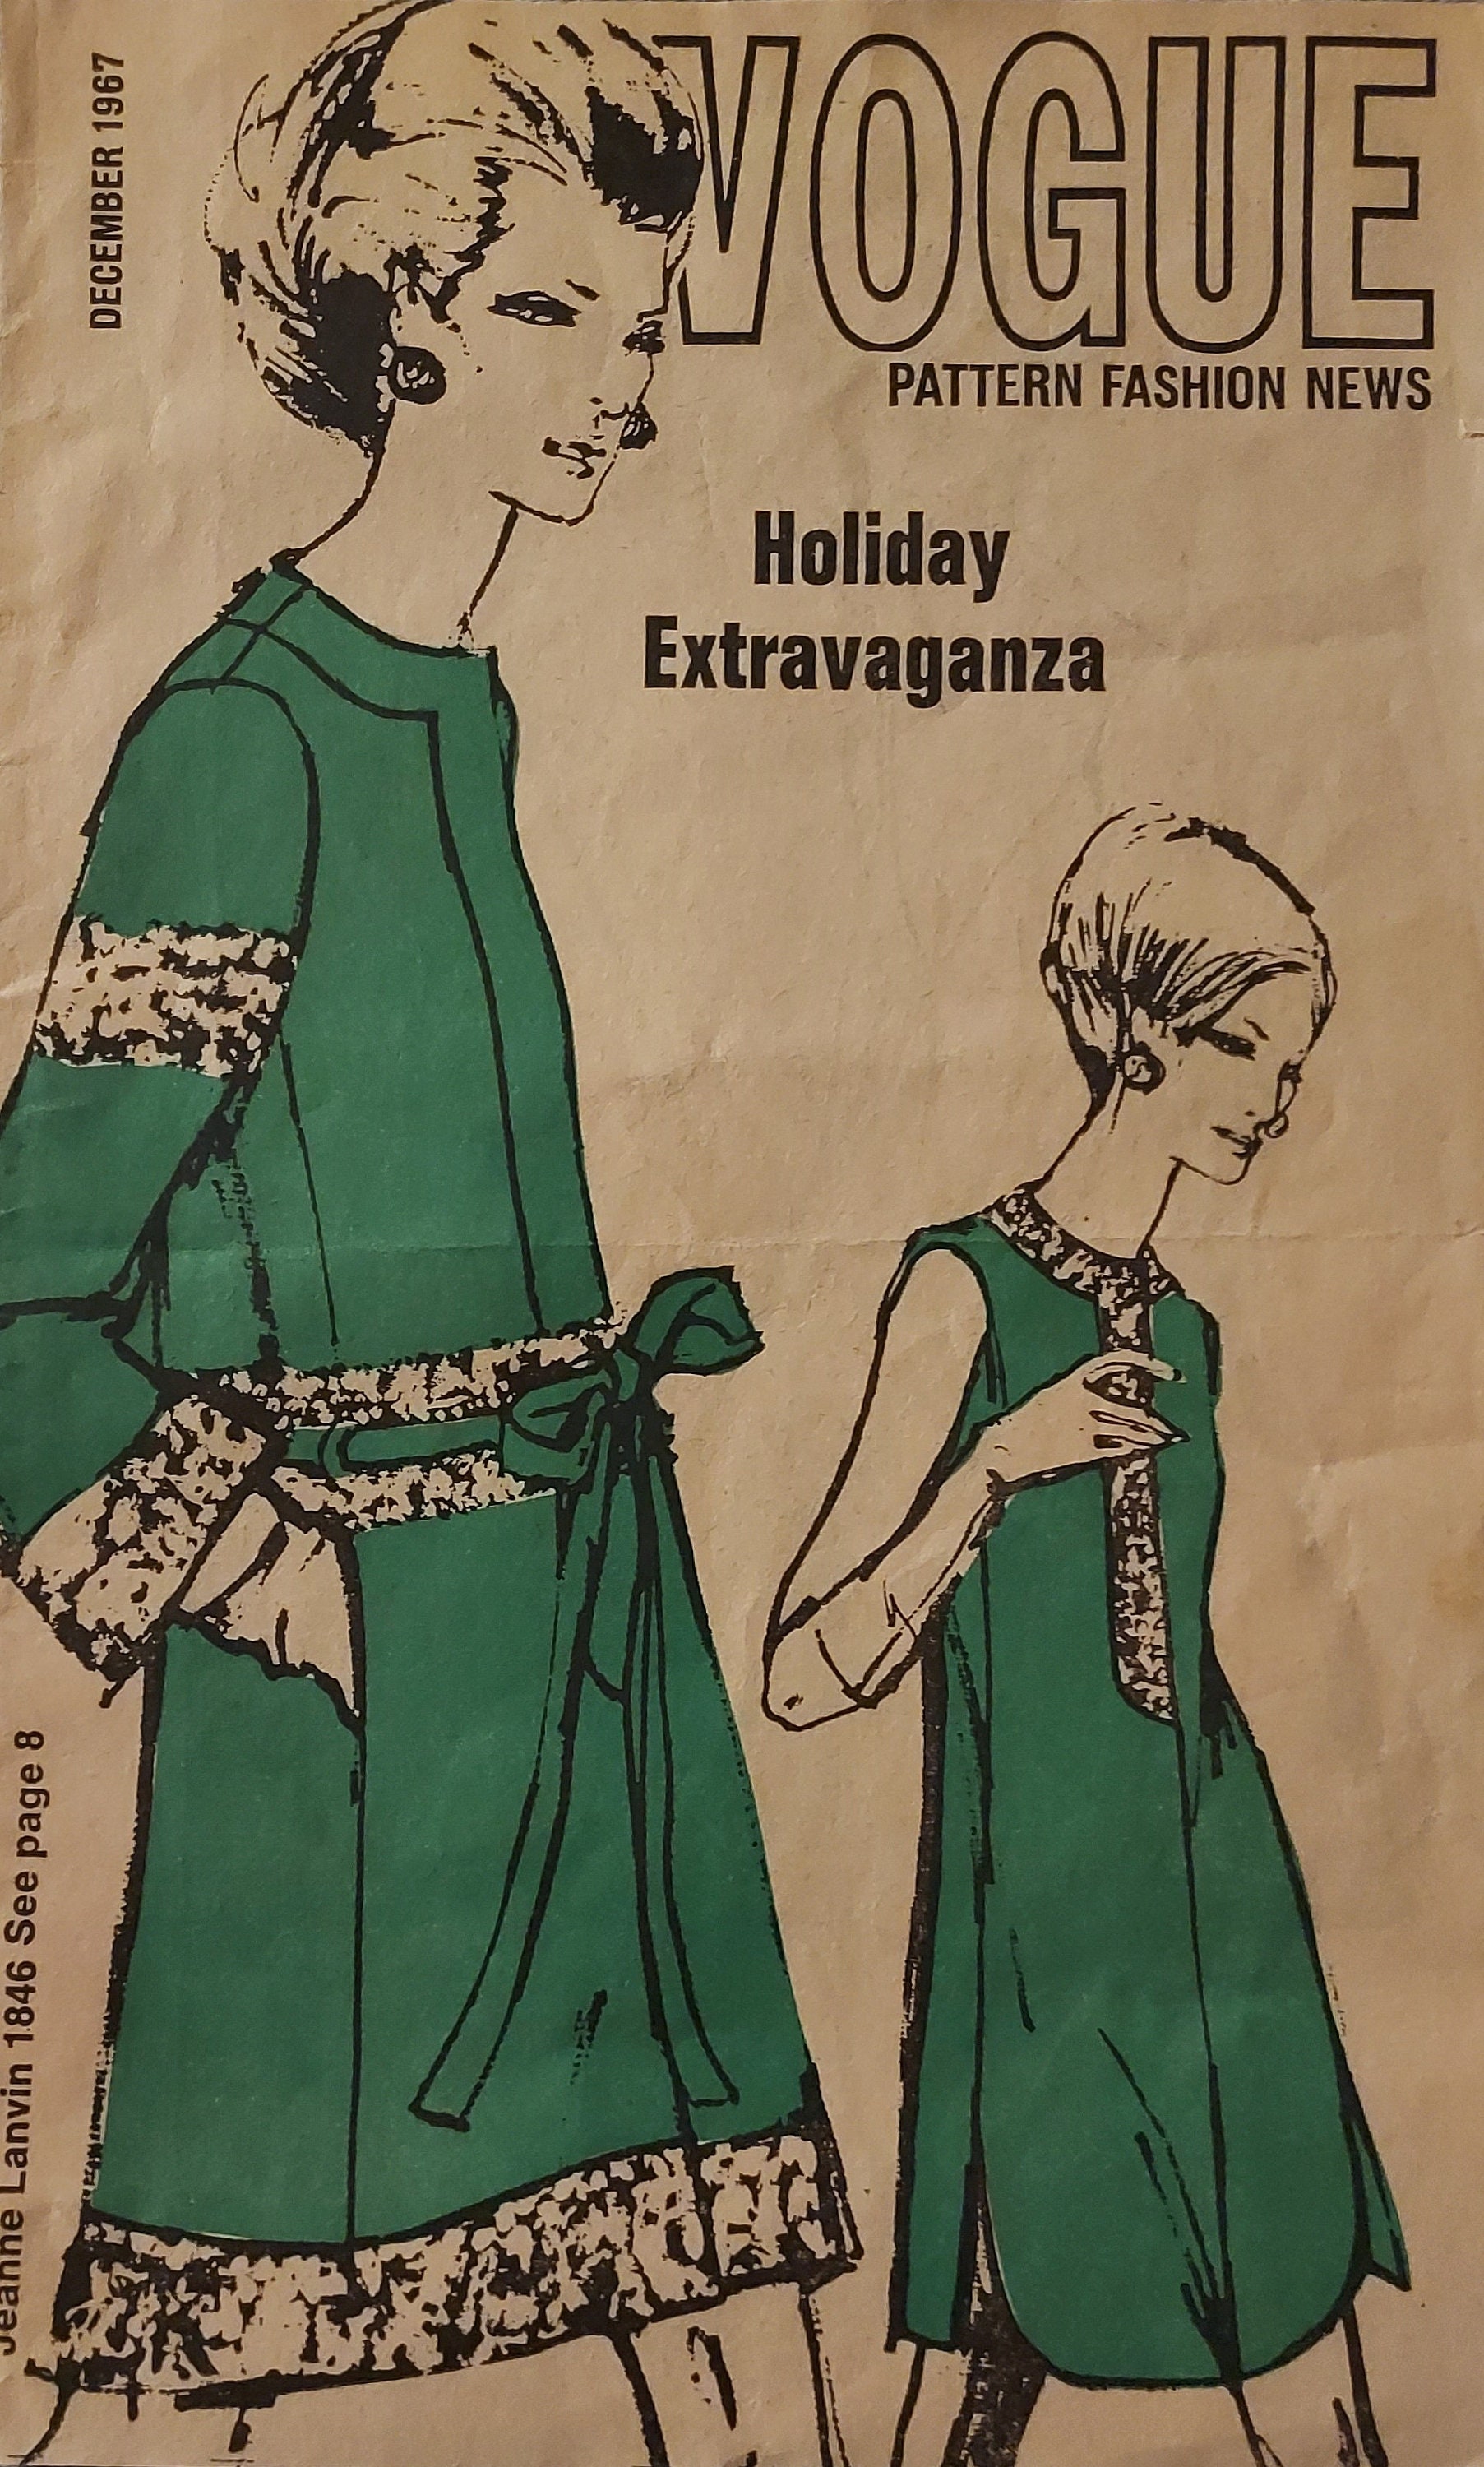 DECEMBER 1967
VOGUE
PATTERN FASHION NEWS
Holiday
Extravaganza
Jeanne Lanvin 1846 See page 8